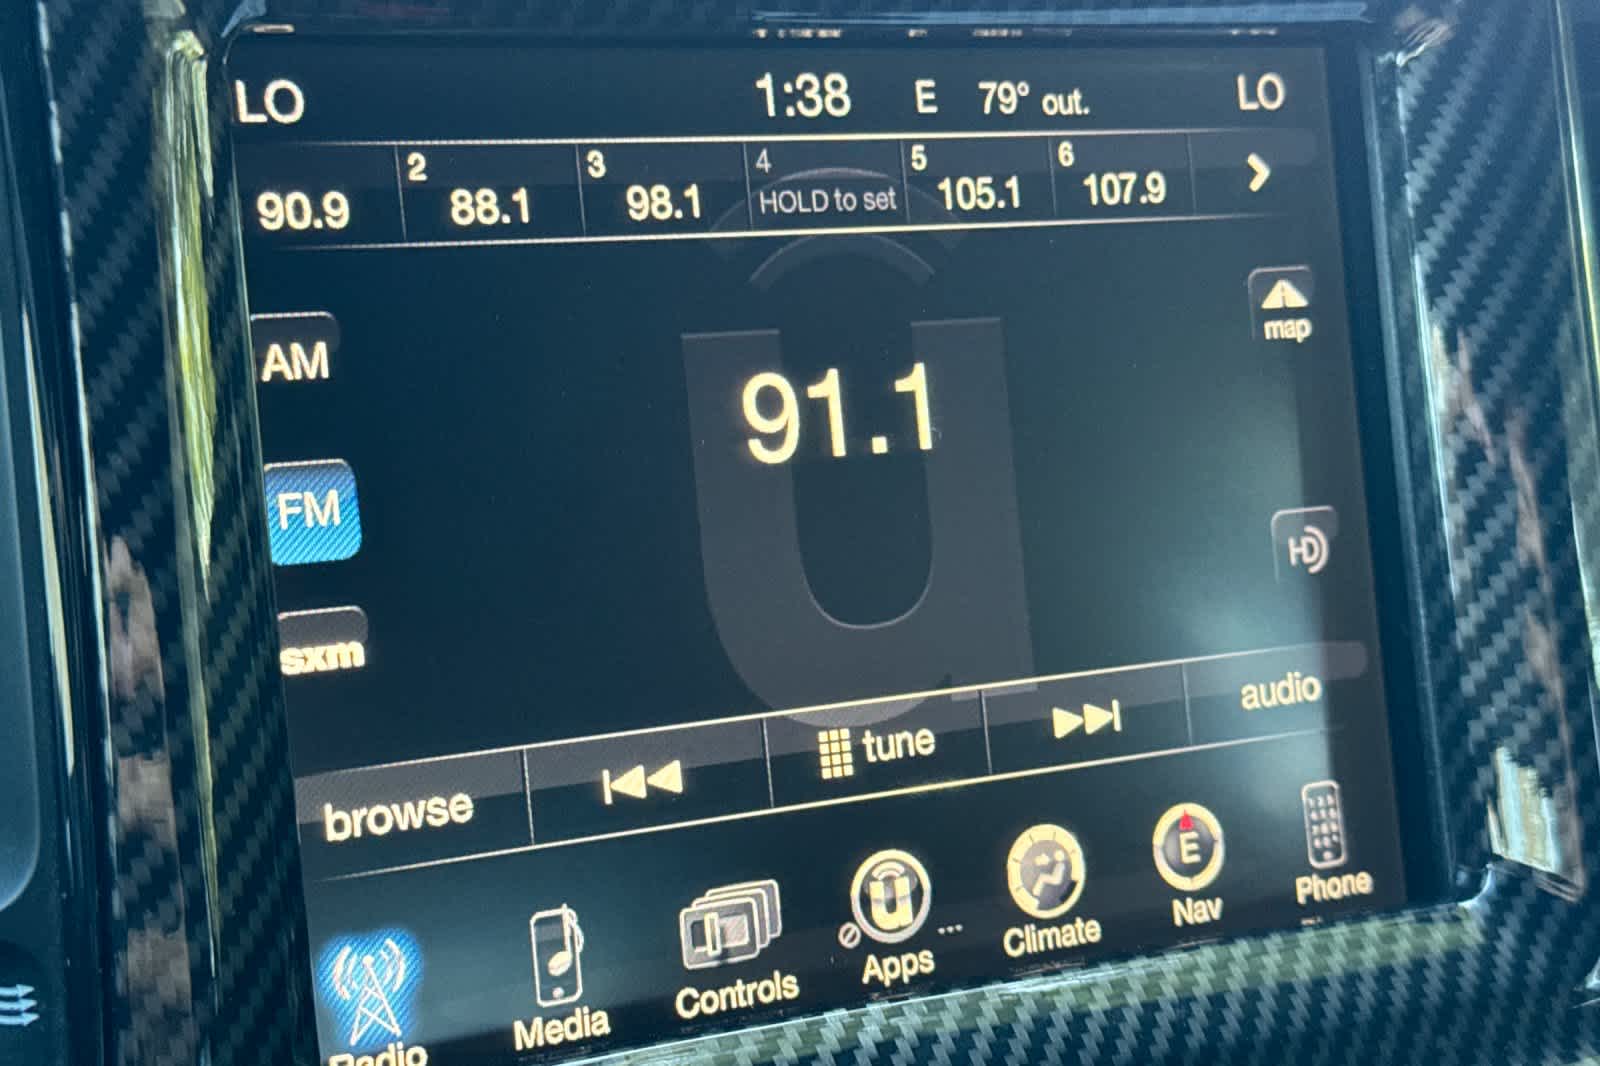 LO 1:38 E 79° out. LO
90.9 2 88.1 3 98.1 4 HOLD to set 5 105.1 6 107.9
map
AM
91.1
FM
HD
sxm
browse tune audio
Radio Media Controls Apps ... Climate E Nav Phone